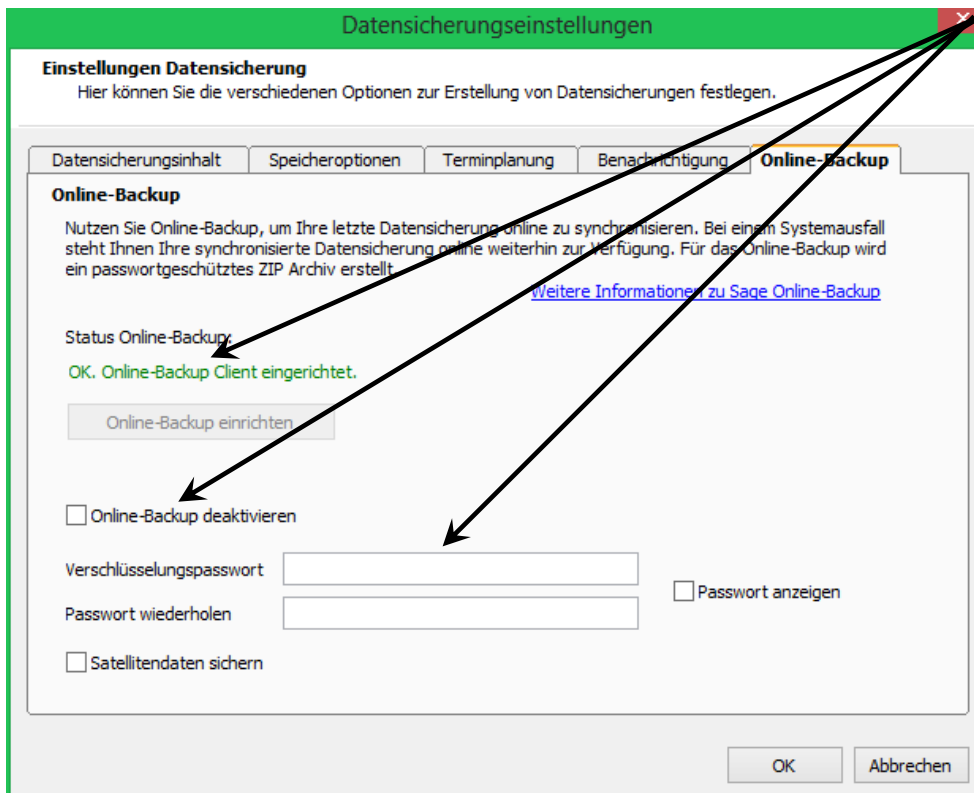 Datensicherungseinstellungen
Einstellungen Datensicherung
Hier können Sie die verschiedenen Optionen zur Erstellung von Datensicherungen festlegen.
Datensicherungsinhalt Speicheroptionen Terminplanung Benachrichtigung Online-Backup
Online-Backup
Nutzen Sie Online-Backup, um Ihre letzte Datensicherung online zu synchronisieren. Bei einem Systemausfall
steht Ihnen Ihre synchronisierte Datensicherung online weiterhin zur Verfügung. Für das Online-Backup wird
ein passwortgeschütztes ZIP Archiv erstellt.
Weitere Informationen zu Sage Online-Backup
Status Online-Backup:
OK. Online-Backup Client eingerichtet.
Online-Backup einrichten
Online-Backup deaktivieren
Verschlüsselungspasswort
Passwort anzeigen
Passwort wiederholen
Satellitendaten sichern
OK Abbrechen